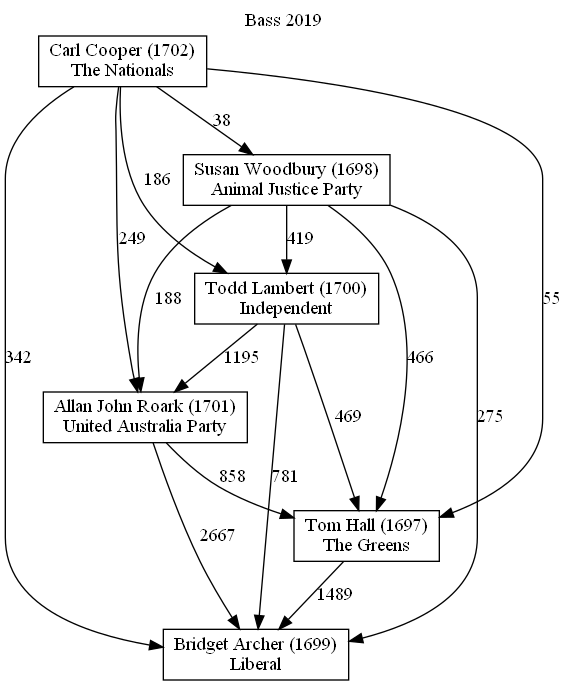 Bass 2019
Carl Cooper (1702)
The Nationals
38
Susan Woodbury (1698)
Animal Justice Party
186
249
419
188
55
Todd Lambert (1700)
Independent
342
1195
466
275
Allan John Roark (1701)
United Australia Party
469
858
781
2667
Tom Hall (1697)
The Greens
1489
Bridget Archer (1699)
Liberal